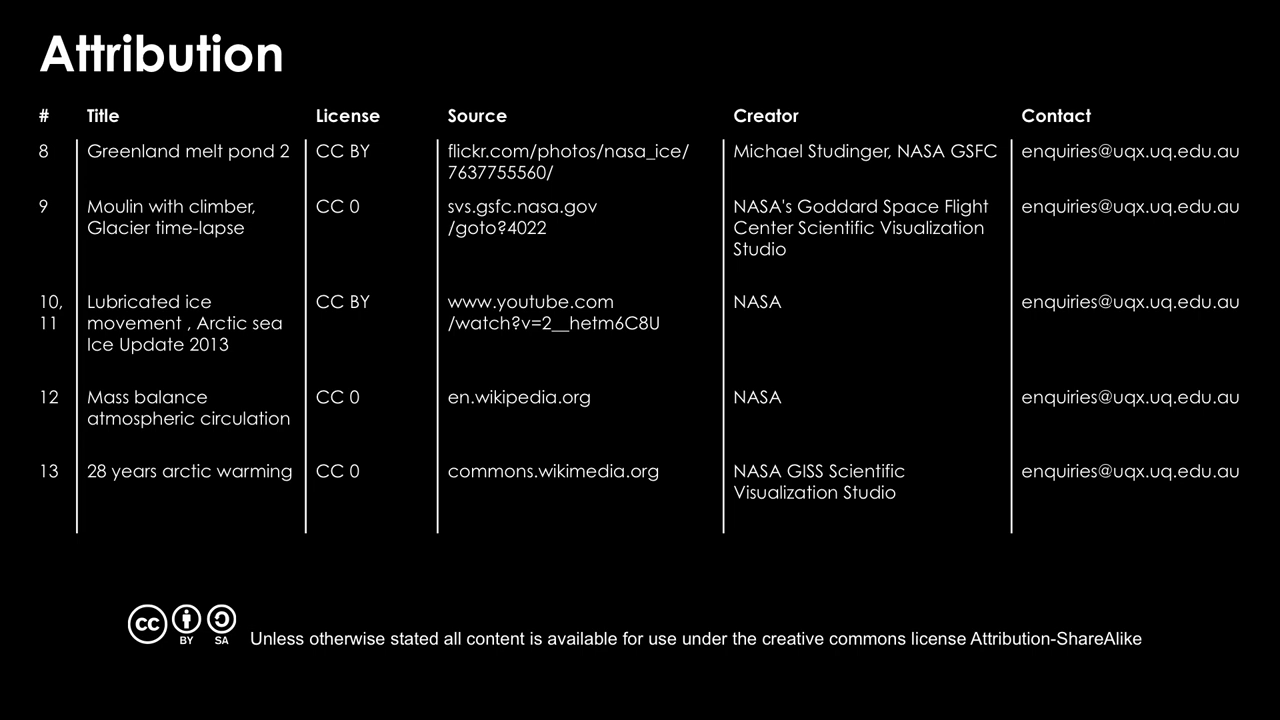 Attribution
# Title License Source Creator Contact
8 Greenland melt pond 2 CC BY flickr.com/photos/nasa_ice/ Michael Studinger, NASA GSFC enquiries@uqx.uq.edu.au
7637755560/
9 Moulin with climber, CC 0 svs.gsfc.nasa.gov NASA's Goddard Space Flight enquiries@uqx.uq.edu.au
Glacier time-lapse /goto?4022 Center Scientific Visualization
Studio
10, Lubricated ice CC BY www.youtube.com NASA enquiries@uqx.uq.edu.au
11 movement , Arctic sea /watch?v=2__hetm6C8U
Ice Update 2013
12 Mass balance CC 0 en.wikipedia.org NASA enquiries@uqx.uq.edu.au
atmospheric circulation
13 28 years arctic warming CC 0 commons.wikimedia.org NASA GISS Scientific enquiries@uqx.uq.edu.au
Visualization Studio
cc BY SA Unless otherwise stated all content is available for use under the creative commons license Attribution-ShareAlike